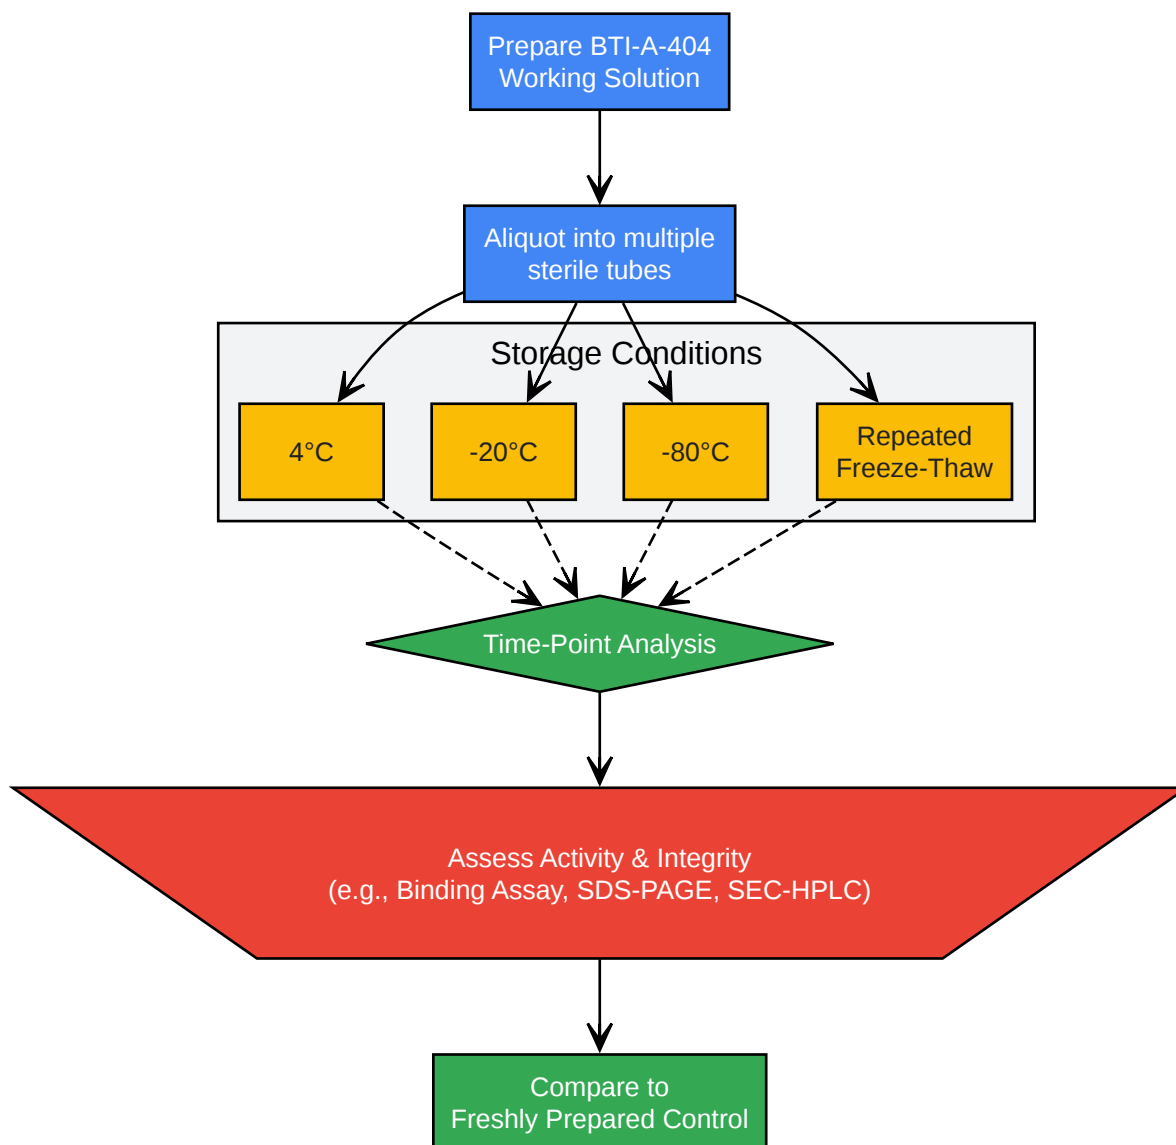 Prepare BTI-A-404
Working Solution
Aliquot into multiple
sterile tubes
Storage Conditions
4°C
-20°C
-80°C
Repeated
Freeze-Thaw
Time-Point Analysis
Assess Activity & Integrity
(e.g., Binding Assay, SDS-PAGE, SEC-HPLC)
Compare to
Freshly Prepared Control